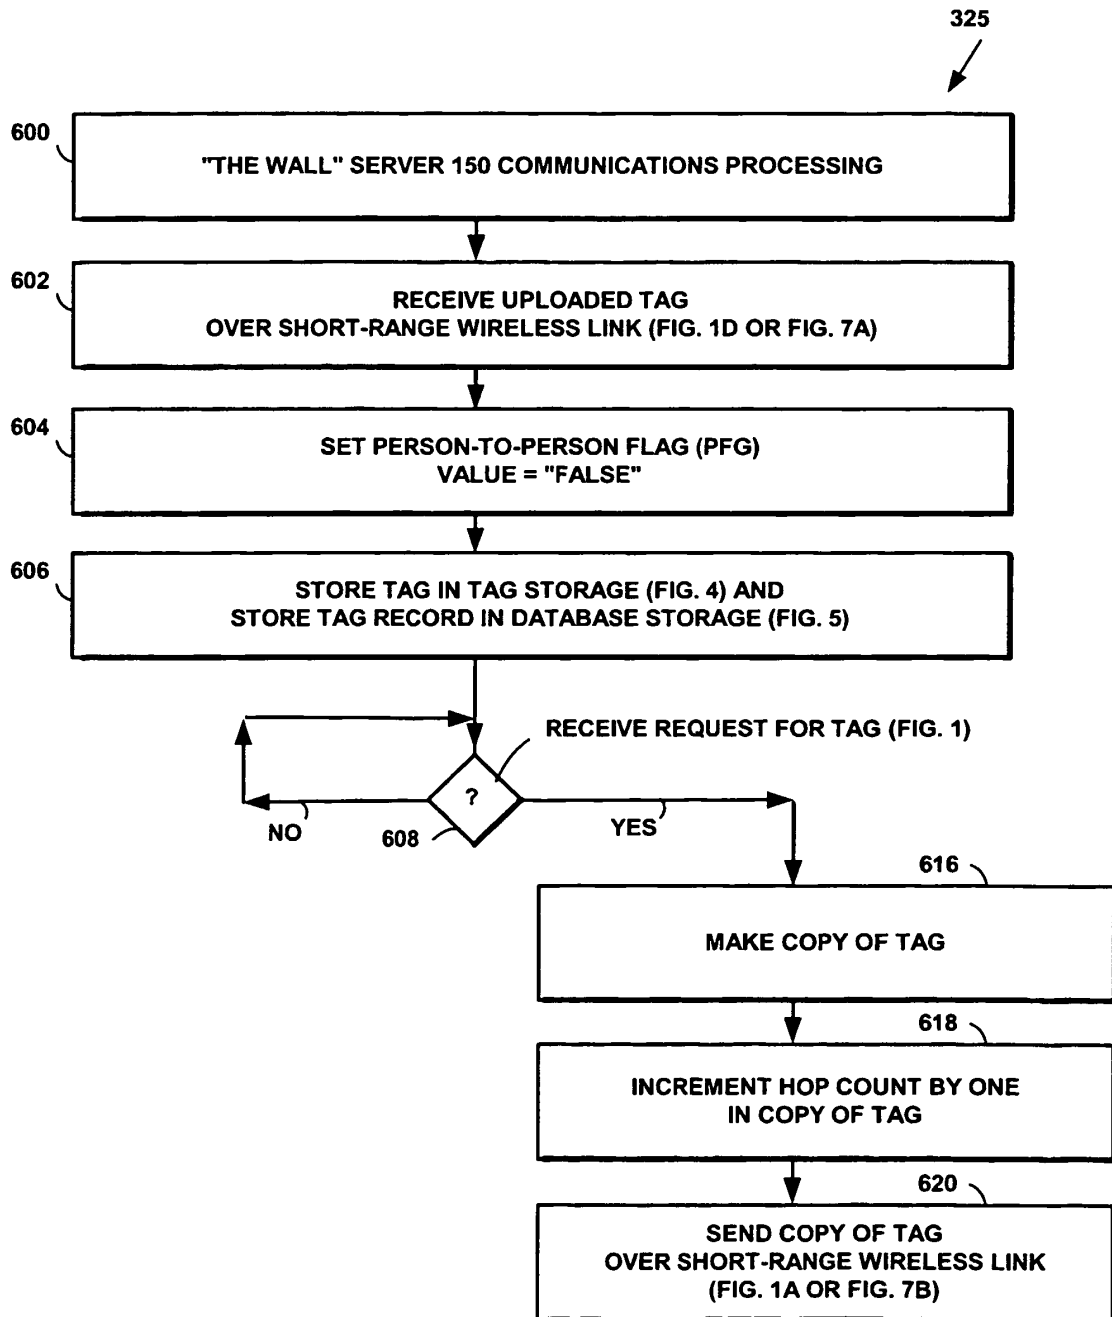 325
600
"THE WALL" SERVER 150 COMMUNICATIONS PROCESSING
602
RECEIVE UPLOADED TAG
OVER SHORT-RANGE WIRELESS LINK (FIG. 1D OR FIG. 7A)
604
SET PERSON-TO-PERSON FLAG (PFG)
VALUE = "FALSE"
606
STORE TAG IN TAG STORAGE (FIG. 4) AND
STORE TAG RECORD IN DATABASE STORAGE (FIG. 5)
RECEIVE REQUEST FOR TAG (FIG. 1)
?
NO
608
YES
616
MAKE COPY OF TAG
618
INCREMENT HOP COUNT BY ONE
IN COPY OF TAG
620
SEND COPY OF TAG
OVER SHORT-RANGE WIRELESS LINK
(FIG. 1A OR FIG. 7B)